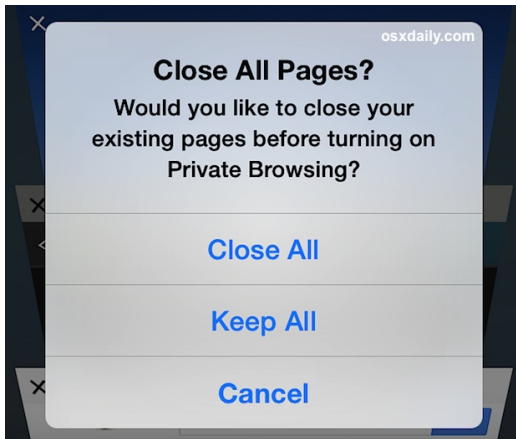 osxdaily.com
Close All Pages?
Would you like to close your
existing pages before turning on
Private Browsing?
Close All
Keep All
Cancel